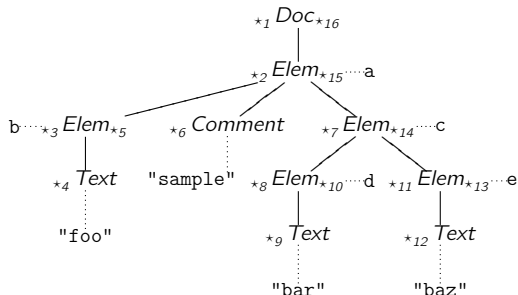 ⋆1 Doc⋆16
⋆2 Elem⋆15 a
b ⋆3 Elem⋆5 ⋆6 Comment ⋆7 Elem⋆14 c
⋆4 Text "sample" ⋆8 Elem⋆10 d ⋆11 Elem⋆13 e
"foo" ⋆9 Text ⋆12 Text
"bar" "baz"